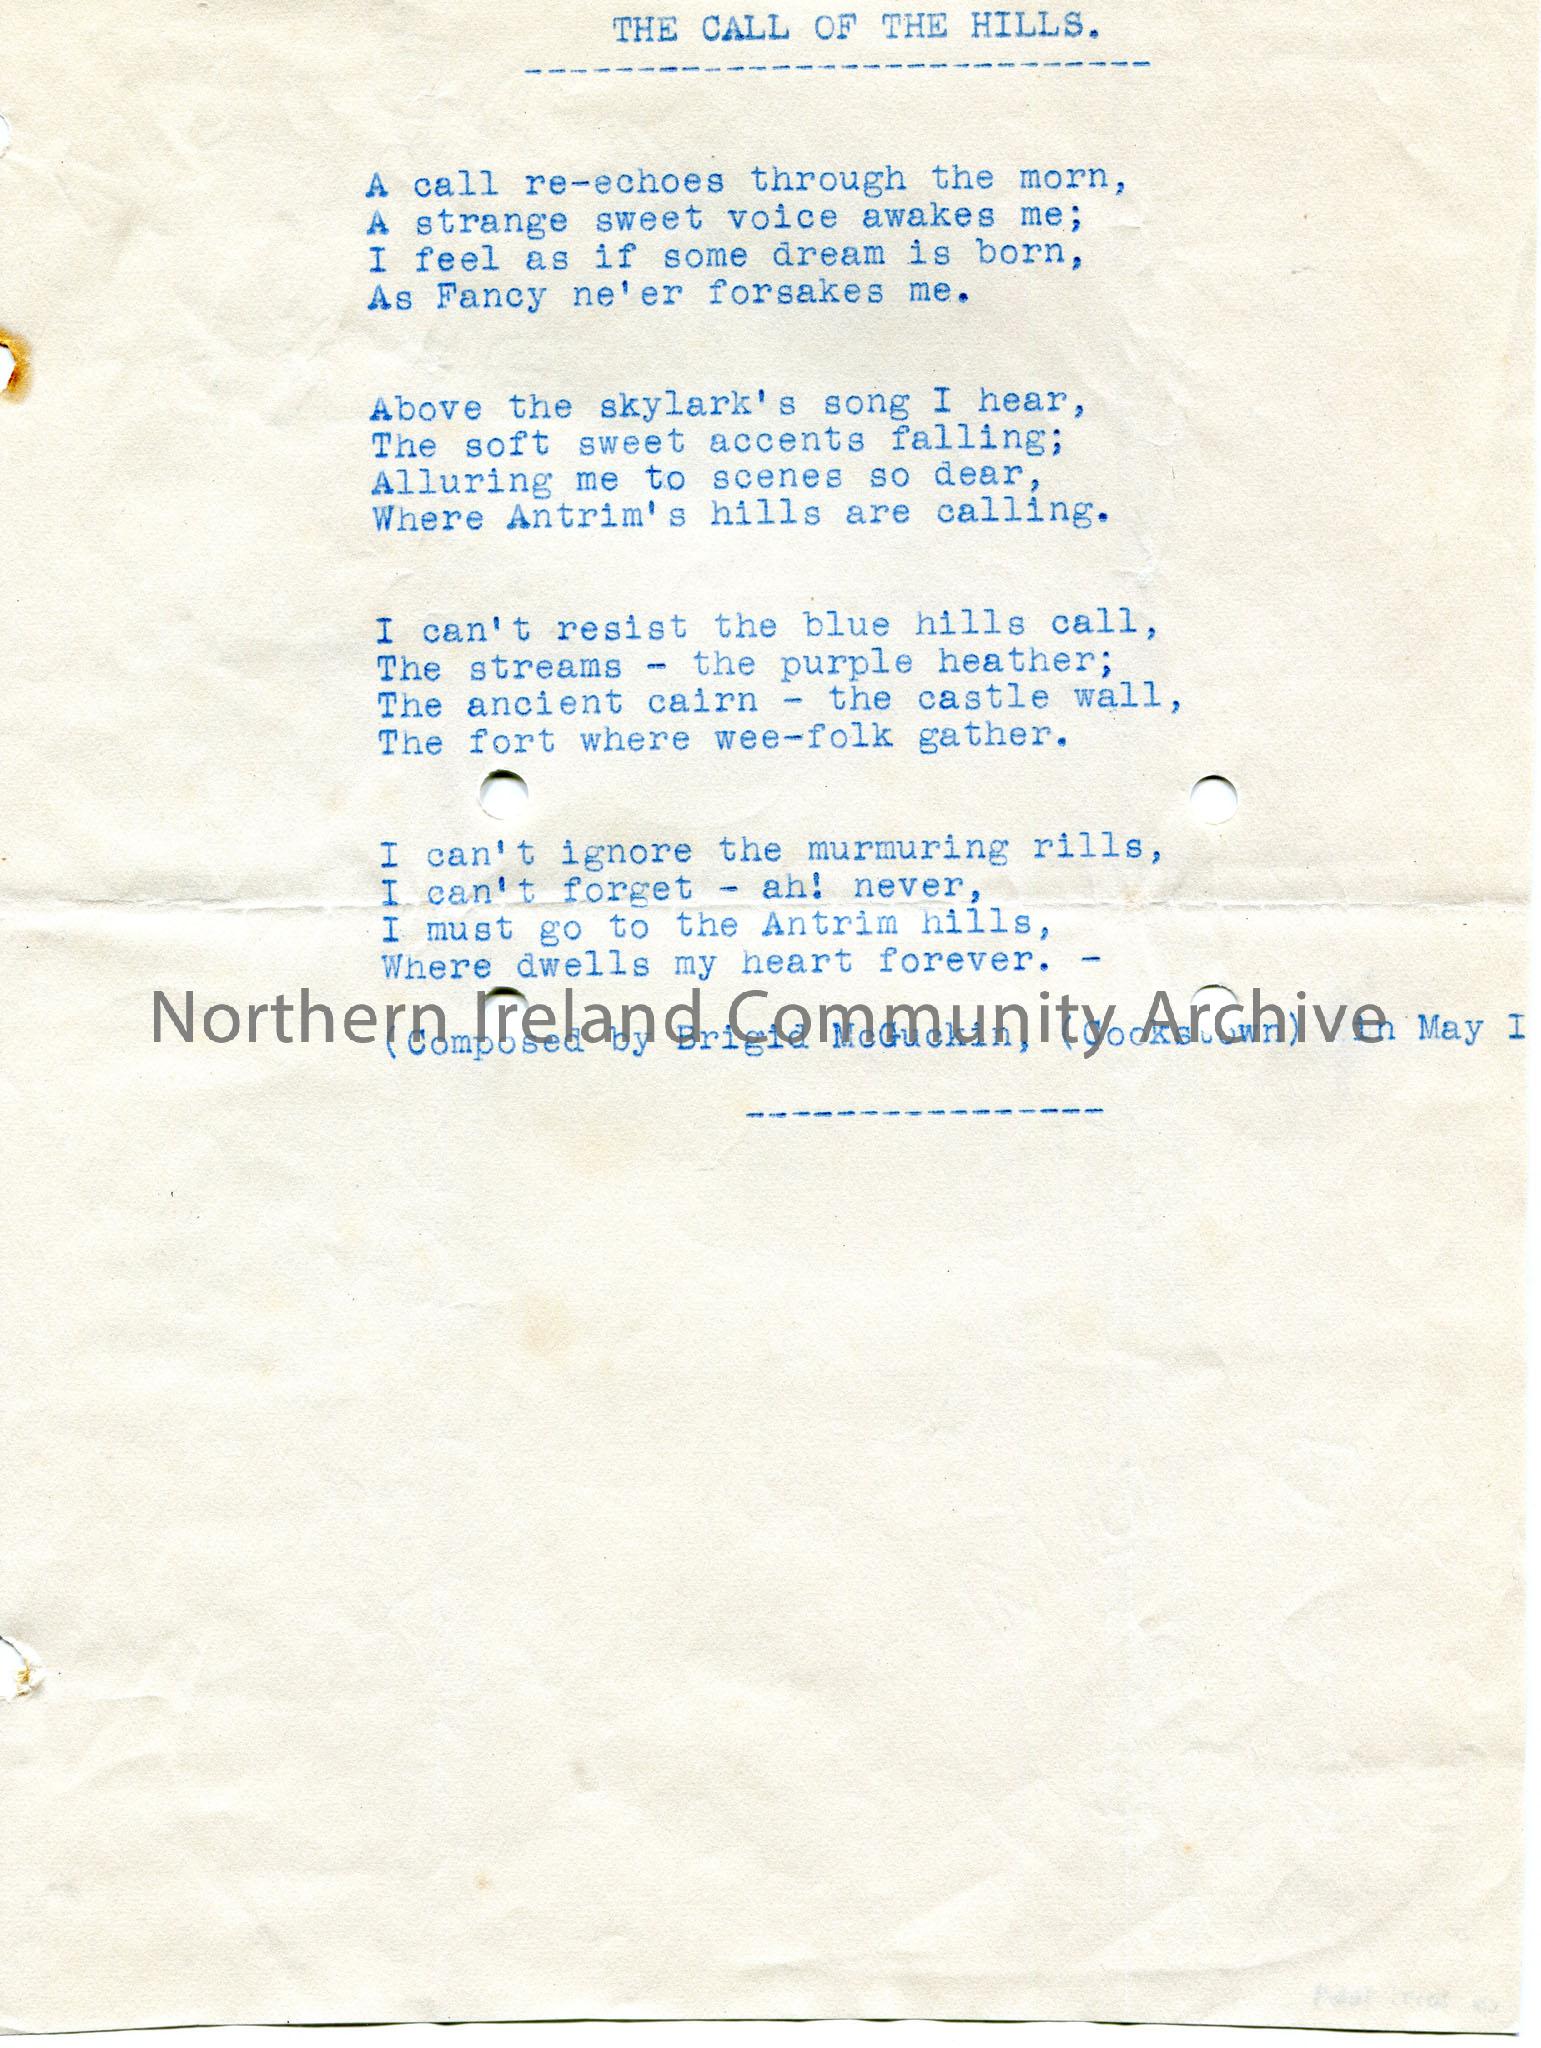 THE CALL OF THE HILLS.
----------------------------
A call re-echoes through the morn,
A strange sweet voice awakes me;
I feel as if some dream is born,
As Fancy ne'er forsakes me.
Above the skylark's song I hear,
The soft sweet accents falling;
Alluring me to scenes so dear,
Where Antrim's hills are calling.
I can't resist the blue hills call,
The streams - the purple heather;
The ancient cairn - the castle wall,
The fort where wee-folk gather.
I can't ignore the murmuring rills,
I can't forget - ah! never,
I must go to the Antrim hills,
Where dwells my heart forever. -
Northern Ireland Community Archive
(Composed by Brigid McGuckin, (Cookstown) in May I
----------------